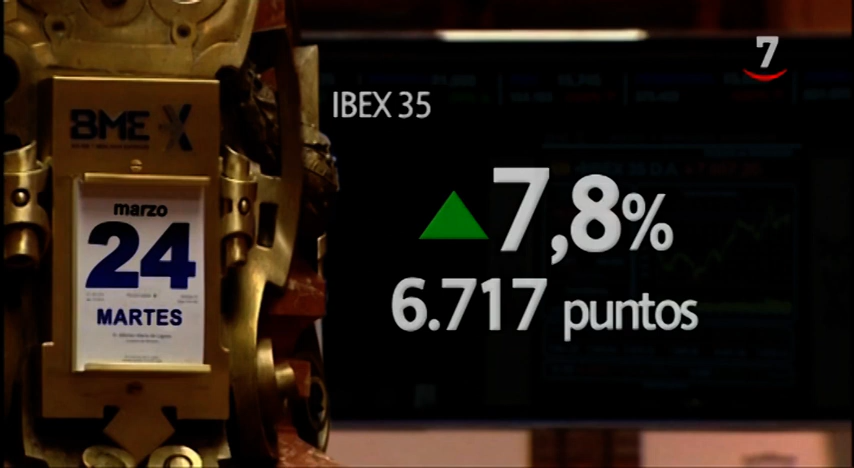 BME X
marzo
24
MARTES
7
IBEX 35
7,8%
6.717 puntos